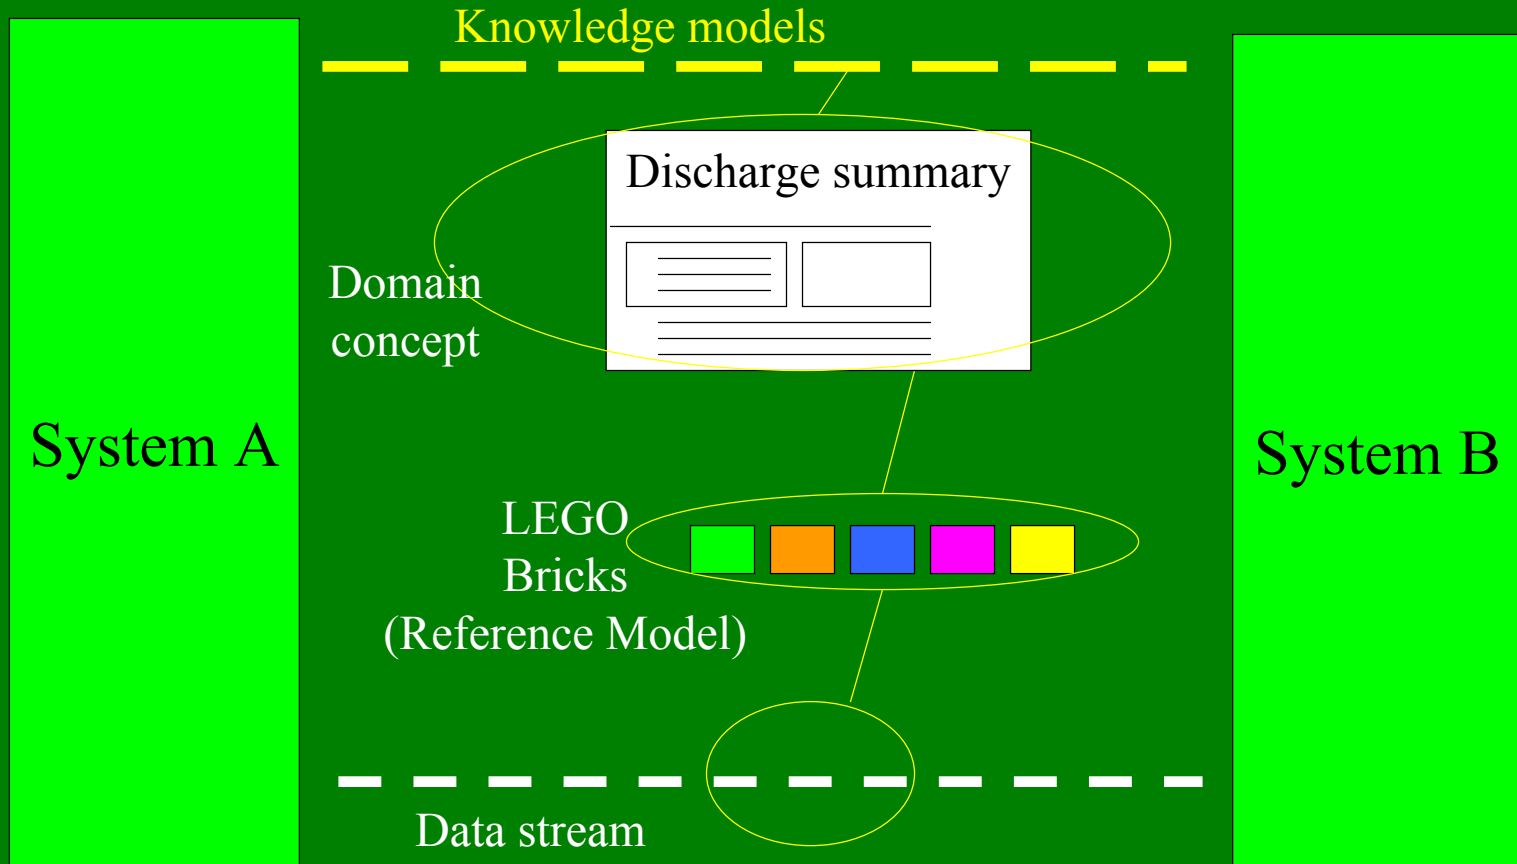 Knowledge models
Discharge summary
Domain
concept
System A
System B
LEGO
Bricks
(Reference Model)
Data stream